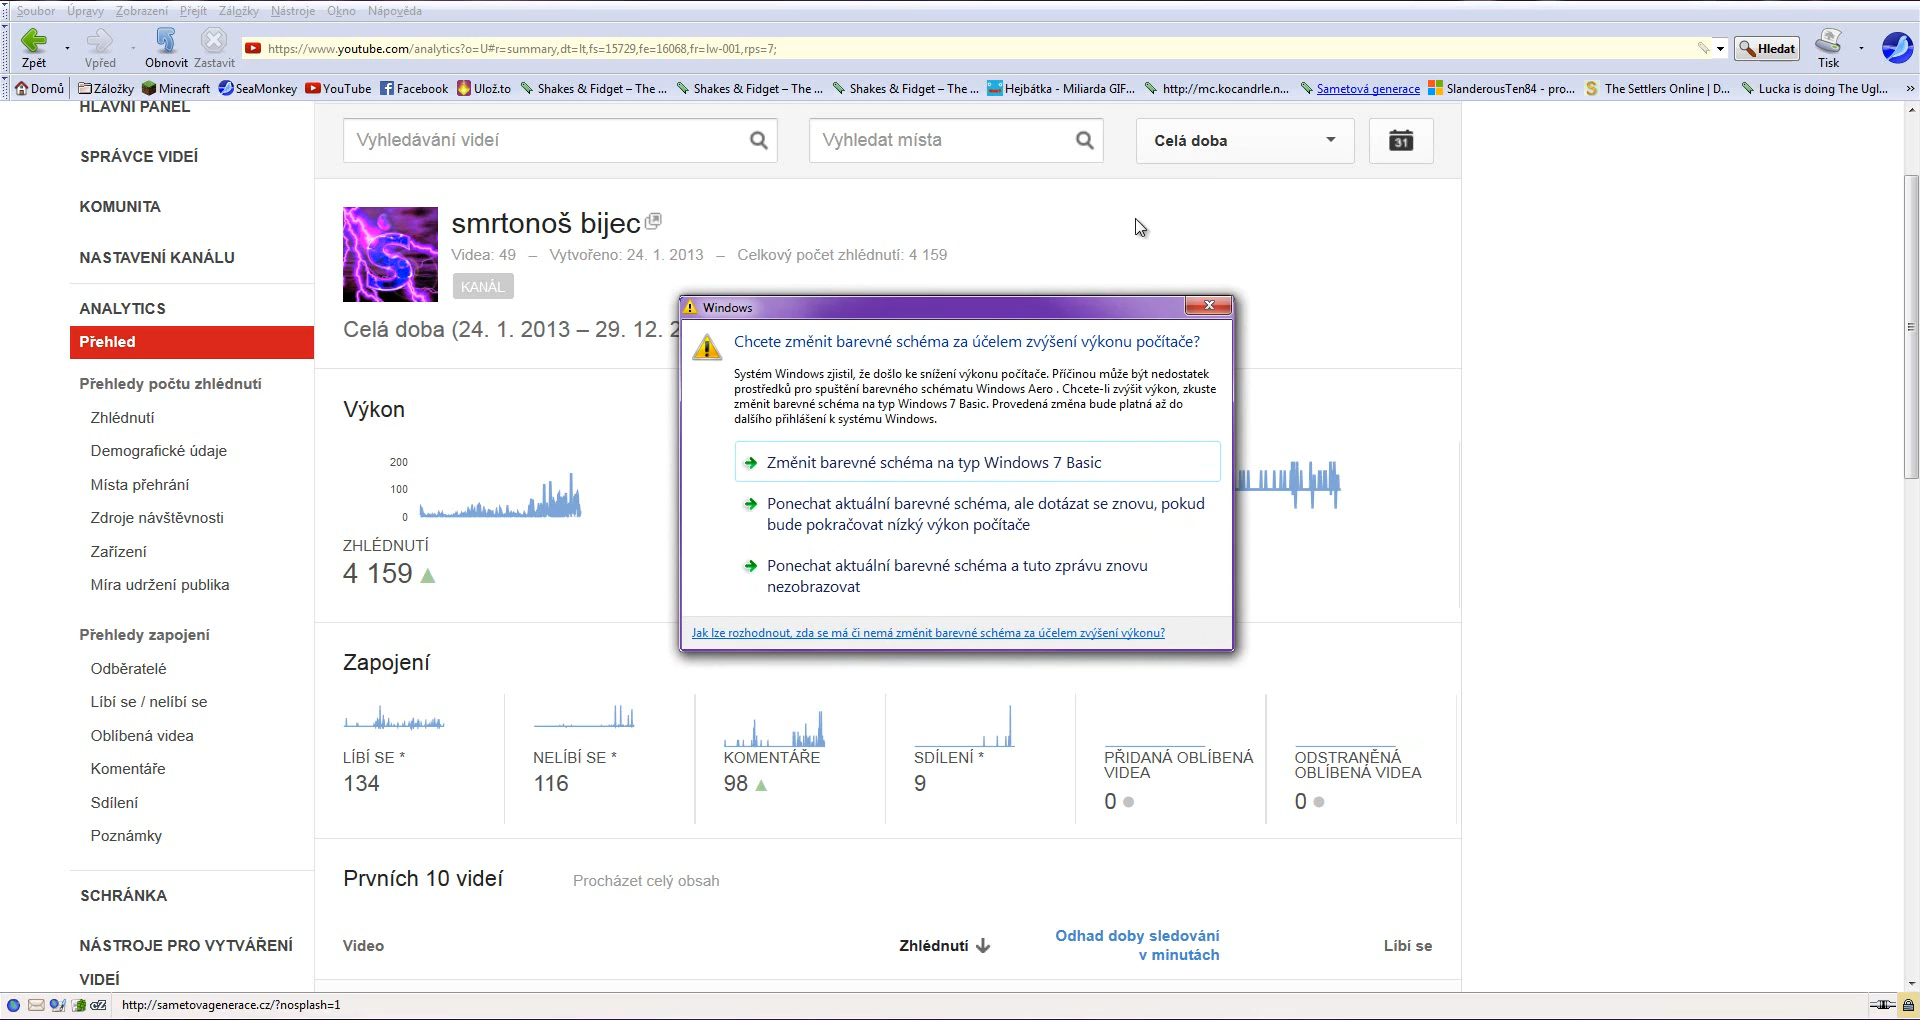 Soubor Úpravy Zobrazení Přejít Záložky Nástroje Okno Nápověda
Zpět Vpřed Obnovit Zastavit
https://www.youtube.com/analytics?o=U#r=summary,dt=lt,fs=15729,fe=16068,fr=lw-001,rps=7;
Hledat Tisk
Domů Záložky Minecraft SeaMonkey YouTube Facebook Ulož.to Shakes & Fidget – The ... Shakes & Fidget – The ... Shakes & Fidget – The ... Hejbátka - Miliarda GIF... http://mc.kocandrle.n... Sametová generace SlanderousTen84 - pro... The Settlers Online | D... Lucka is doing The Ugl... »
HLAVNÍ PANEL
SPRÁVCE VIDEÍ
KOMUNITA
NASTAVENÍ KANÁLU
ANALYTICS
Přehled
Přehledy počtu zhlédnutí
Zhlédnutí
Demografické údaje
Místa přehrání
Zdroje návštěvnosti
Zařízení
Míra udržení publika
Přehledy zapojení
Odběratelé
Líbí se / nelíbí se
Oblíbená videa
Komentáře
Sdílení
Poznámky
SCHRÁNKA
NÁSTROJE PRO VYTVÁŘENÍ
VIDEÍ
Vyhledávání videí Vyhledat místa Celá doba 31
smrtonoš bijec
Videa: 49 – Vytvořeno: 24. 1. 2013 – Celkový počet zhlédnutí: 4 159
KANÁL
Celá doba (24. 1. 2013 – 29. 12. 2
Výkon
200
100
0
ZHLÉDNUTÍ
4 159
Windows
Chcete změnit barevné schéma za účelem zvýšení výkonu počítače?
Systém Windows zjistil, že došlo ke snížení výkonu počítače. Příčinou může být nedostatek
prostředků pro spuštění barevného schématu Windows Aero . Chcete-li zvýšit výkon, zkuste
změnit barevné schéma na typ Windows 7 Basic. Provedená změna bude platná až do
dalšího přihlášení k systému Windows.
Změnit barevné schéma na typ Windows 7 Basic
Ponechat aktuální barevné schéma, ale dotázat se znovu, pokud
bude pokračovat nízký výkon počítače
Ponechat aktuální barevné schéma a tuto zprávu znovu
nezobrazovat
Jak lze rozhodnout, zda se má či nemá změnit barevné schéma za účelem zvýšení výkonu?
Zapojení
LÍBÍ SE * NELÍBÍ SE * KOMENTÁŘE SDÍLENÍ * PŘIDANÁ OBLÍBENÁ ODSTRANĚNÁ
VIDEA OBLÍBENÁ VIDEA
134 116 98 9 0 0
Prvních 10 videí Procházet celý obsah
Video Zhlédnutí Odhad doby sledování Líbí se
v minutách
http://sametovagenerace.cz/?nosplash=1